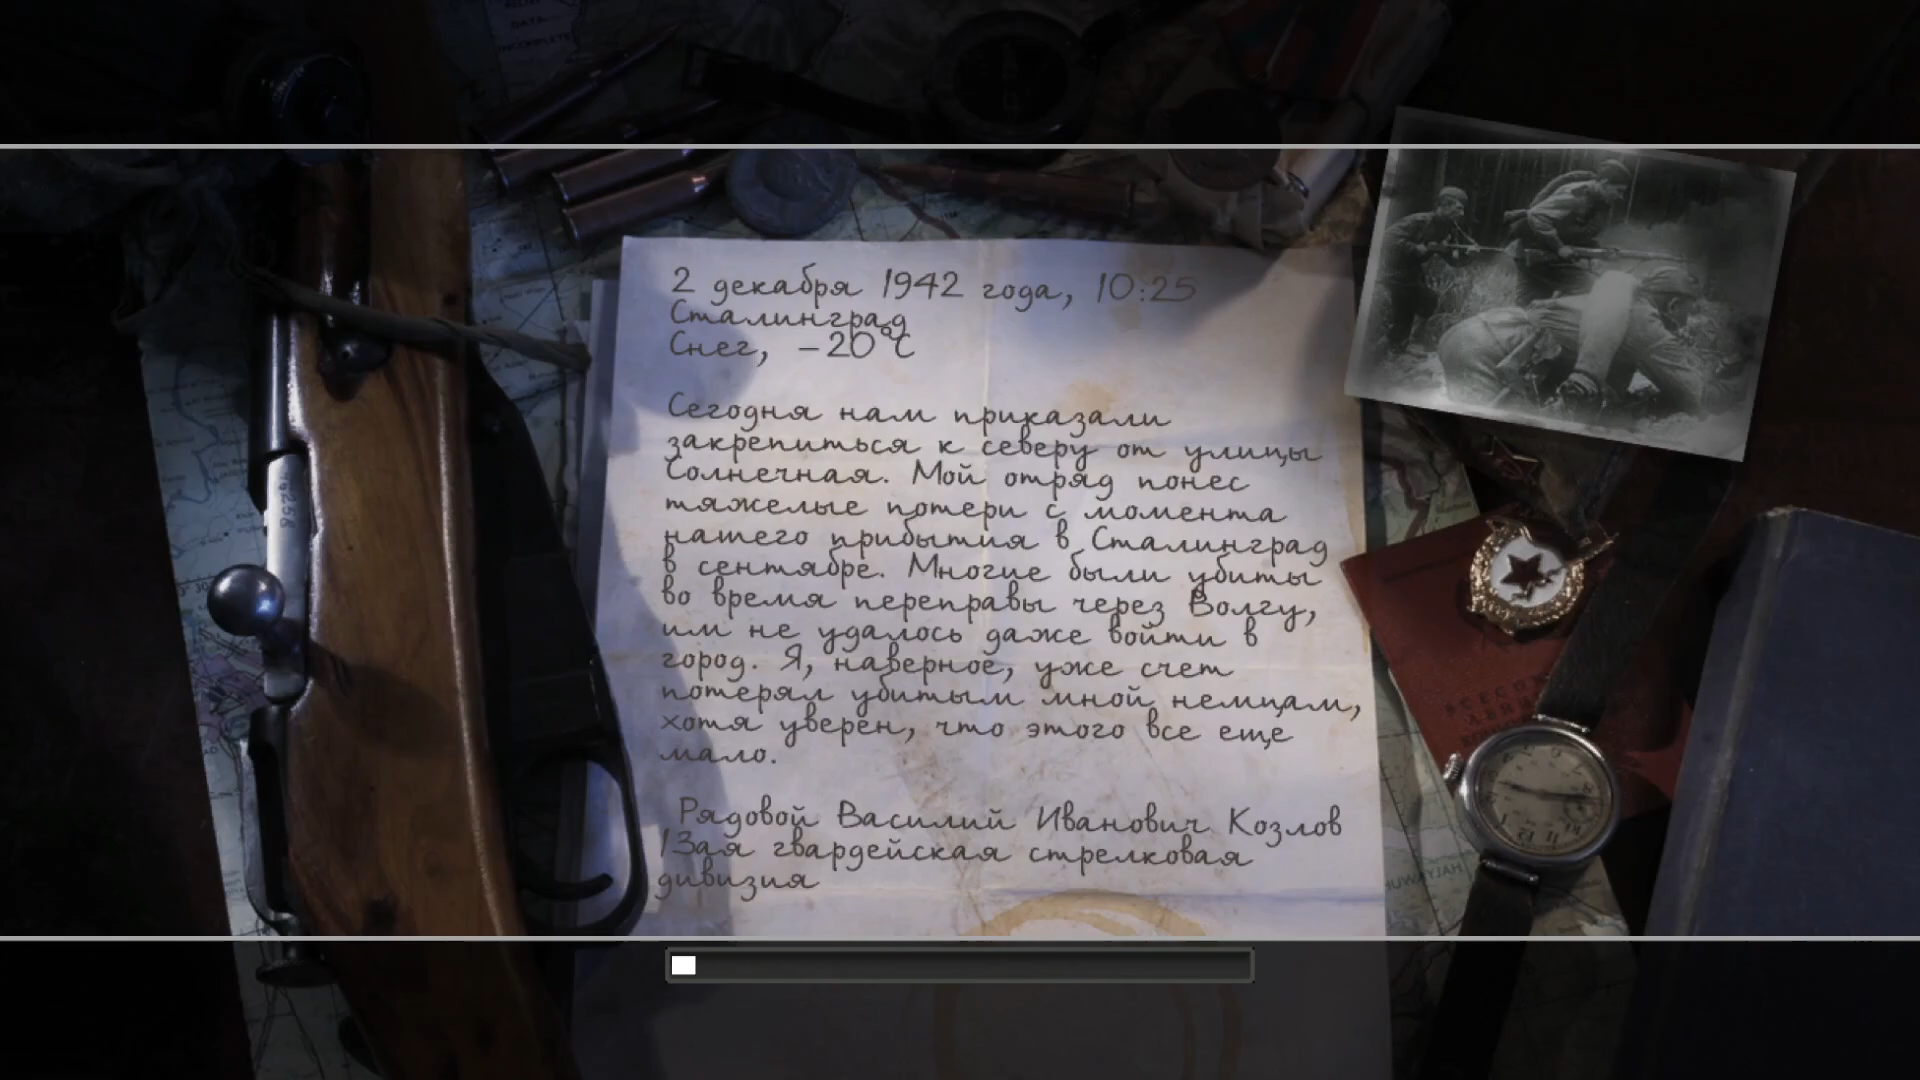 2 декабря 1942 года, 10:25
Сталинград
Снег, -20°C
Сегодня нам приказали
закрепиться к северу от улицы
Солнечная. Мой отряд понес
тяжелые потери с момента
нашего прибытия в Сталинград
в сентябре. Многие были убиты
во время переправы через Волгу,
им не удалось даже войти в
город. Я, наверное, уже счет
потерял убитым мной немцам,
хотя уверен, что этого все еще
мало.
Рядовой Василий Иванович Козлов
13ая гвардейская стрелковая
дивизия